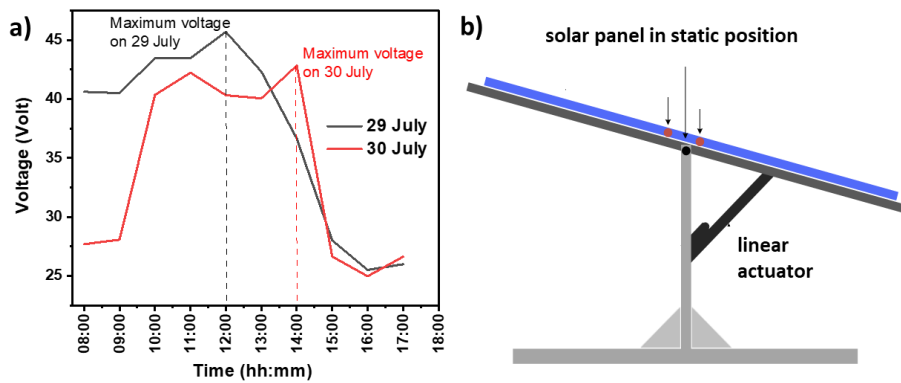 a)
Maximum voltage
on 29 July
Maximum voltage
on 30 July
29 July
30 July
Voltage (Volt)
45
40
35
30
25
08:00
09:00
10:00
11:00
12:00
13:00
14:00
15:00
16:00
17:00
18:00
Time (hh:mm)
b)
solar panel in static position
linear
actuator